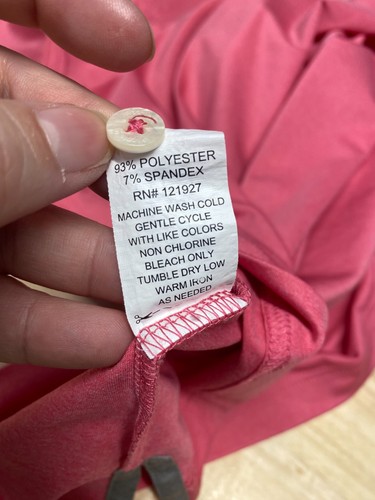 93% POLYESTER
7% SPANDEX
RN# 121927
MACHINE WASH COLD
GENTLE CYCLE
WITH LIKE COLORS
NON CHLORINE
BLEACH ONLY
TUMBLE DRY LOW
WARM IRON
AS NEEDED